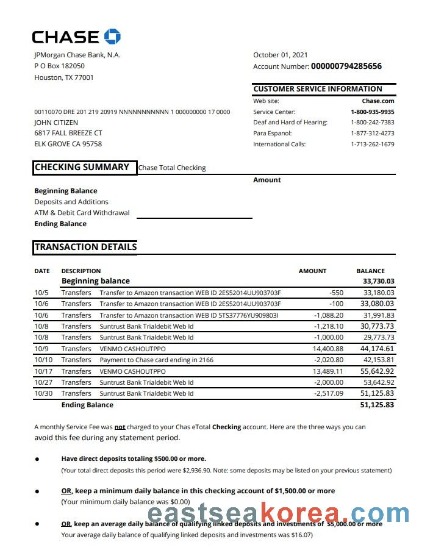 CHASE
JPMorgan Chase Bank, N.A.
P O Box 182050
Houston, TX 77001
October 01, 2021
Account Number: 000000794285656
CUSTOMER SERVICE INFORMATION
Web site: Chase.com
Service Center: 1-800-935-9935
Deaf and Hard of Hearing: 1-800-242-7383
Para Espanol: 1-877-312-4273
International Calls: 1-713-262-1679
00110070 DRE 201 219 20919 NNNNNNNNNNN 1 000000000 17 0000
JOHN CITIZEN
6817 FALL BREEZE CT
ELK GROVE CA 95758
CHECKING SUMMARY Chase Total Checking
Amount
Beginning Balance
Deposits and Additions
ATM & Debit Card Withdrawal
Ending Balance
TRANSACTION DETAILS
DATE DESCRIPTION AMOUNT BALANCE
Beginning balance 33,730.03
10/5 Transfers Transfer to Amazon transaction WEB ID 2ES52014UU903703F -550 33,180.03
10/6 Transfers Transfer to Amazon transaction WEB ID 2ES52014UU903703F -100 33,080.03
10/6 Transfers Transfer to Amazon transaction WEB ID 5TS37776YU909803I -1,088.20 31,991.83
10/8 Transfers Suntrust Bank Trialdebit Web Id -1,218.10 30,773.73
10/8 Transfers Suntrust Bank Trialdebit Web Id -1,000.00 29,773.73
10/9 Transfers VENMO CASHOUTPPO 14,400.88 44,174.61
10/10 Transfers Payment to Chase card ending in 2166 -2,020.80 42,153.81
10/17 Transfers VENMO CASHOUTPPO 13,489.11 55,642.92
10/27 Transfers Suntrust Bank Trialdebit Web Id -2,000.00 53,642.92
10/30 Transfers Suntrust Bank Trialdebit Web Id -2,517.09 51,125.83
Ending Balance 51,125.83
A monthly Service Fee was not charged to your Chas eTotal Checking account. Here are the three ways you can
avoid this fee during any statement period.
• Have direct deposits totaling $500.00 or more.
(Your total direct deposites this period were $2,936.90. Note: some deposits may be listed on your previous statement)
• OR, keep a minimum daily balance in this checking account of $1,500.00 or more
(Your minimum daily balance was $0.00)
• OR, keep an average daily balance of qualifying linked deposits and investments of $5,000.00 or more
(Your average daily balance of qualifying linked deposits and investments was $16.07)
eastseakorea.com